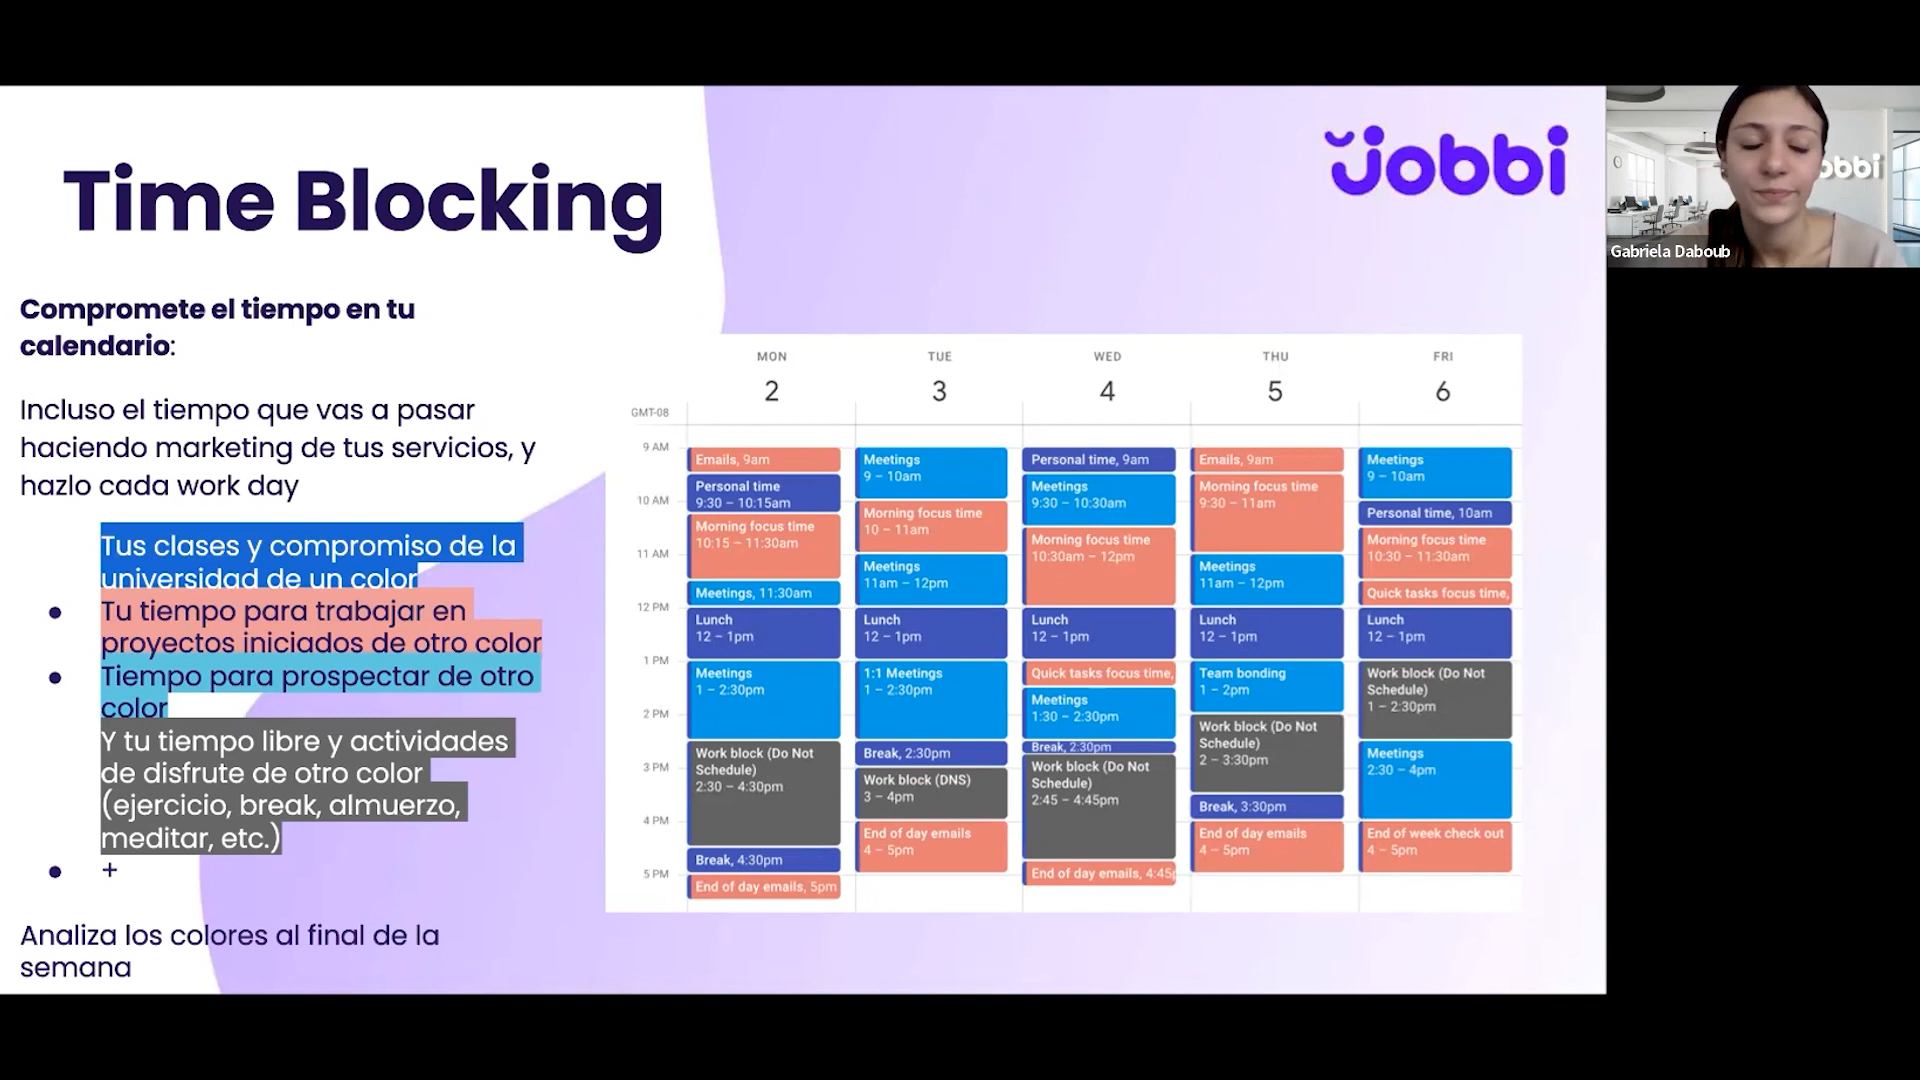 Time Blocking
jobbi
Compromete el tiempo en tu
calendario:
Incluso el tiempo que vas a pasar
haciendo marketing de tus servicios, y
hazlo cada work day
Tus clases y compromiso de la
universidad de un color
● Tu tiempo para trabajar en
proyectos iniciados de otro color
● Tiempo para prospectar de otro
color
Y tu tiempo libre y actividades
de disfrute de otro color
(ejercicio, break, almuerzo,
meditar, etc.)
● +
Analiza los colores al final de la
semana
MON TUE WED THU FRI
2 3 4 5 6
GMT-08
9 AM
10 AM
11 AM
12 PM
1 PM
2 PM
3 PM
4 PM
5 PM
Emails, 9am
Personal time
9:30 – 10:15am
Morning focus time
10:15 – 11:30am
Meetings, 11:30am
Lunch
12 – 1pm
Meetings
1 – 2:30pm
Work block (Do Not
Schedule)
2:30 – 4:30pm
Break, 4:30pm
End of day emails, 5pm
Meetings
9 – 10am
Morning focus time
10 – 11am
Meetings
11am – 12pm
Lunch
12 – 1pm
1:1 Meetings
1 – 2:30pm
Break, 2:30pm
Work block (DNS)
3 – 4pm
End of day emails
4 – 5pm
Personal time, 9am
Meetings
9:30 – 10:30am
Morning focus time
10:30am – 12pm
Lunch
12 – 1pm
Quick tasks focus time,
Meetings
1:30 – 2:30pm
Break, 2:30pm
Work block (Do Not
Schedule)
2:45 – 4:45pm
End of day emails, 4:45p
Emails, 9am
Morning focus time
9:30 – 11am
Meetings
11am – 12pm
Lunch
12 – 1pm
Team bonding
1 – 2pm
Work block (Do Not
Schedule)
2 – 3:30pm
Break, 3:30pm
End of day emails
4 – 5pm
Meetings
9 – 10am
Personal time, 10am
Morning focus time
10:30 – 11:30am
Quick tasks focus time,
Lunch
12 – 1pm
Work block (Do Not
Schedule)
1 – 2:30pm
Meetings
2:30 – 4pm
End of week check out
4 – 5pm
obbi
Gabriela Daboub